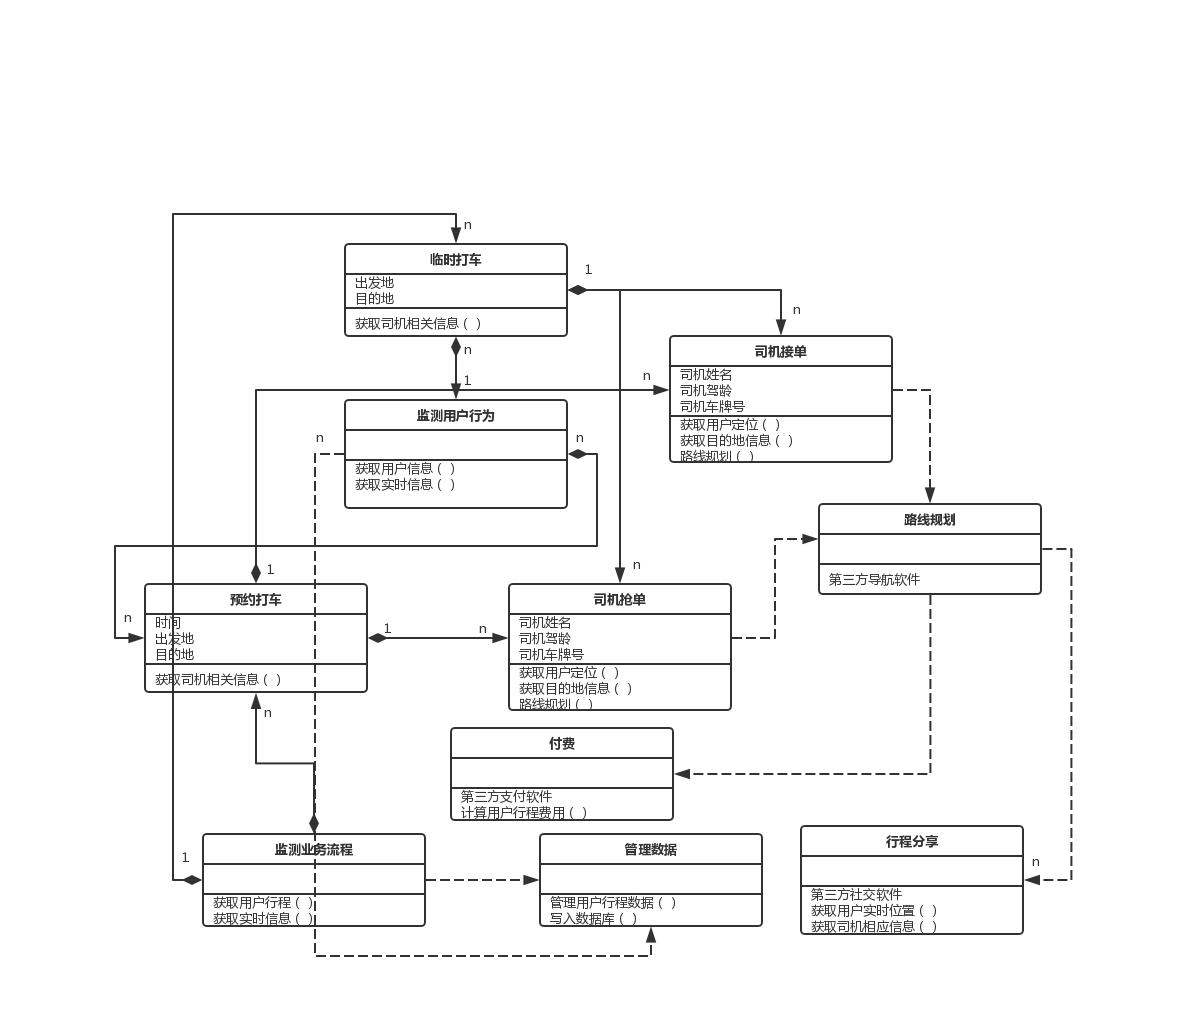 n
临时打车
出发地
目的地
获取司机相关信息( )
1
n
司机接单
司机姓名
司机驾龄
司机车牌号
获取用户定位( )
获取目的地信息( )
路线规划( )
n
n
1
监测用户行为
获取用户信息( )
获取实时信息( )
n
n
路线规划
第三方导航软件
1
n
n
预约打车
时间
出发地
目的地
获取司机相关信息( )
1
n
司机抢单
司机姓名
司机驾龄
司机车牌号
获取用户定位( )
获取目的地信息( )
路线规划( )
n
付费
第三方支付软件
计算用户行程费用( )
1
监测业务流程
获取用户行程( )
获取实时信息( )
管理数据
管理用户行程数据( )
写入数据库( )
行程分享
第三方社交软件
获取用户实时位置( )
获取司机相应信息( )
n